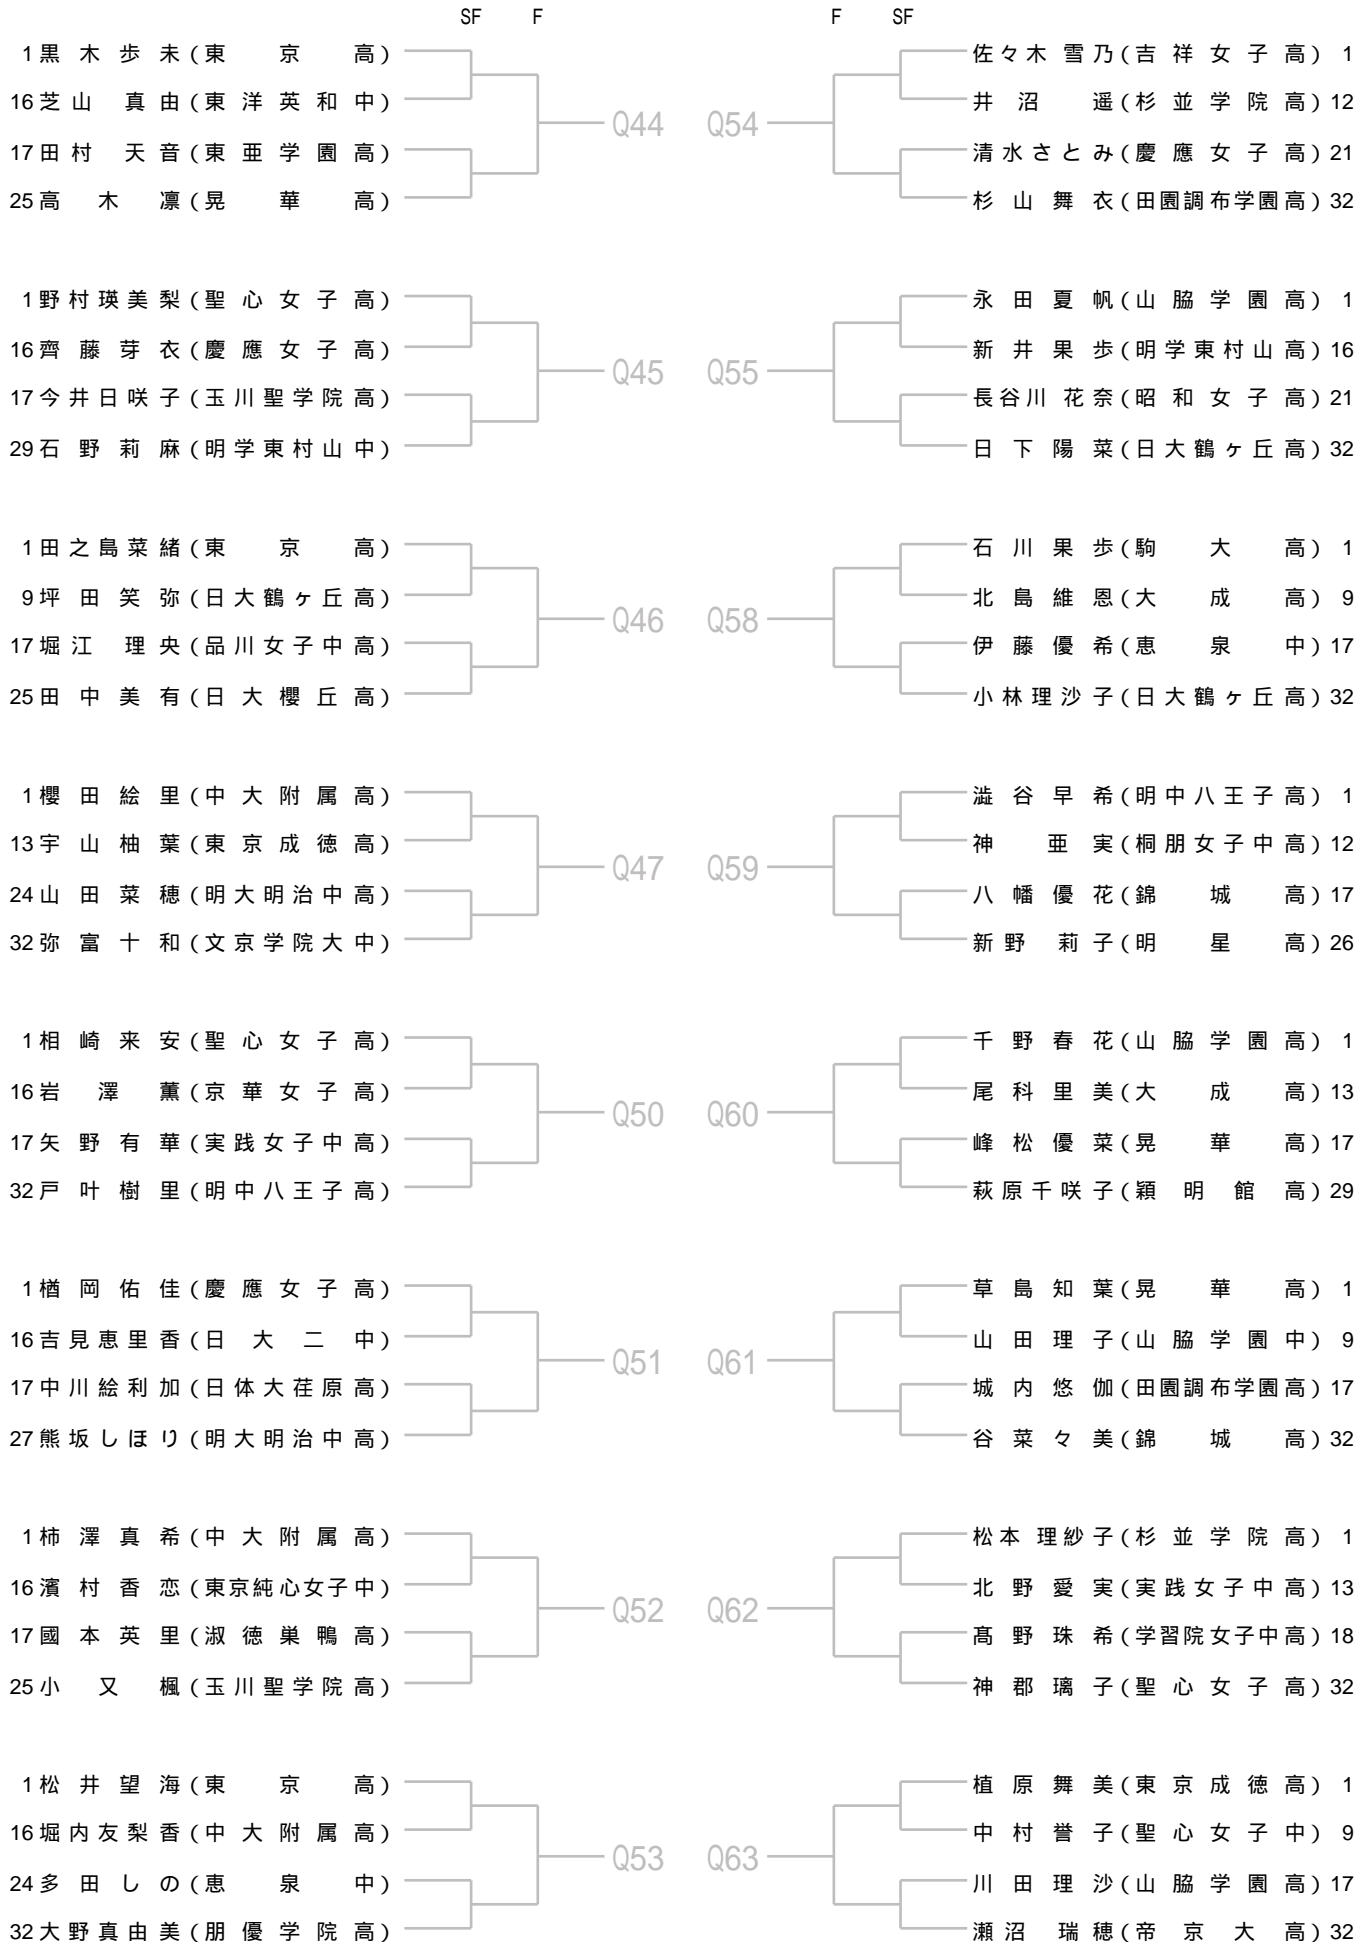 SF F
F SF
1 黒木歩未 (東京高)
16 芝山 真由 (東洋英和中)
17 田村 天音 (東亜学園高)
25 高木凛 (晃華高)
Q44
佐々木 雪乃 (吉祥女子高) 1
井沼遥 (杉並学院高) 12
清水さとみ (慶應女子高) 21
杉山舞衣 (田園調布学園高) 32
Q54
1 野村瑛美梨 (聖心女子高)
16 齊藤芽衣 (慶應女子高)
17 今井日咲子 (玉川聖学院高)
29 石野莉麻 (明学東村山中)
Q45
永田夏帆 (山脇学園高) 1
新井果歩 (明学東村山高) 16
長谷川 花奈 (昭和女子高) 21
日下陽菜 (日大鶴ヶ丘高) 32
Q55
1 田之島菜緒 (東京高)
9 坪田笑弥 (日大鶴ヶ丘高)
17 堀江 理央 (品川女子中高)
25 田中美有 (日大櫻丘高)
Q46
石川果歩 (駒大高) 1
北島維恩 (大成高) 9
伊藤優希 (恵泉中) 17
小林理沙子 (日大鶴ヶ丘高) 32
Q58
1 櫻田絵里 (中大附属高)
13 宇山柚葉 (東京成徳高)
24 山田菜穂 (明大明治中高)
32 弥富十和 (文京学院大中)
Q47
澁谷早希 (明中八王子高) 1
神 亜実 (桐朋女子中高) 12
八幡優花 (錦城高) 17
新野 莉子 (明星高) 26
Q59
1 相崎来安 (聖心女子高)
16 岩澤薫 (京華女子高)
17 矢野有華 (実践女子中高)
32 戸叶樹里 (明中八王子高)
Q50
千野春花 (山脇学園高) 1
尾科里美 (大成高) 13
峰松優菜 (晃華高) 17
萩原千咲子 (穎明館高) 29
Q60
1 楢岡佑佳 (慶應女子高)
16 吉見恵里香 (日大二中)
17 中川絵利加 (日体大荏原高)
27 熊坂しほり (明大明治中高)
Q51
草島知葉 (晃華高) 1
山田理子 (山脇学園中) 9
城内悠伽 (田園調布学園高) 17
谷菜々美 (錦城高) 32
Q61
1 柿澤真希 (中大附属高)
16 濱村香恋 (東京純心女子中)
17 國本英里 (淑徳巣鴨高)
25 小又楓 (玉川聖学院高)
Q52
松本 理紗子 (杉並学院高) 1
北野愛実 (実践女子中高) 13
髙野珠希 (学習院女子中高) 18
神郡璃子 (聖心女子高) 32
Q62
1 松井望海 (東京高)
16 堀内友梨香 (中大附属高)
24 多田しの (恵泉中)
32 大野真由美 (朋優学院高)
Q53
植原舞美 (東京成徳高) 1
中村誉子 (聖心女子中) 9
川田理沙 (山脇学園高) 17
瀬沼 瑞穂 (帝京大高) 32
Q63